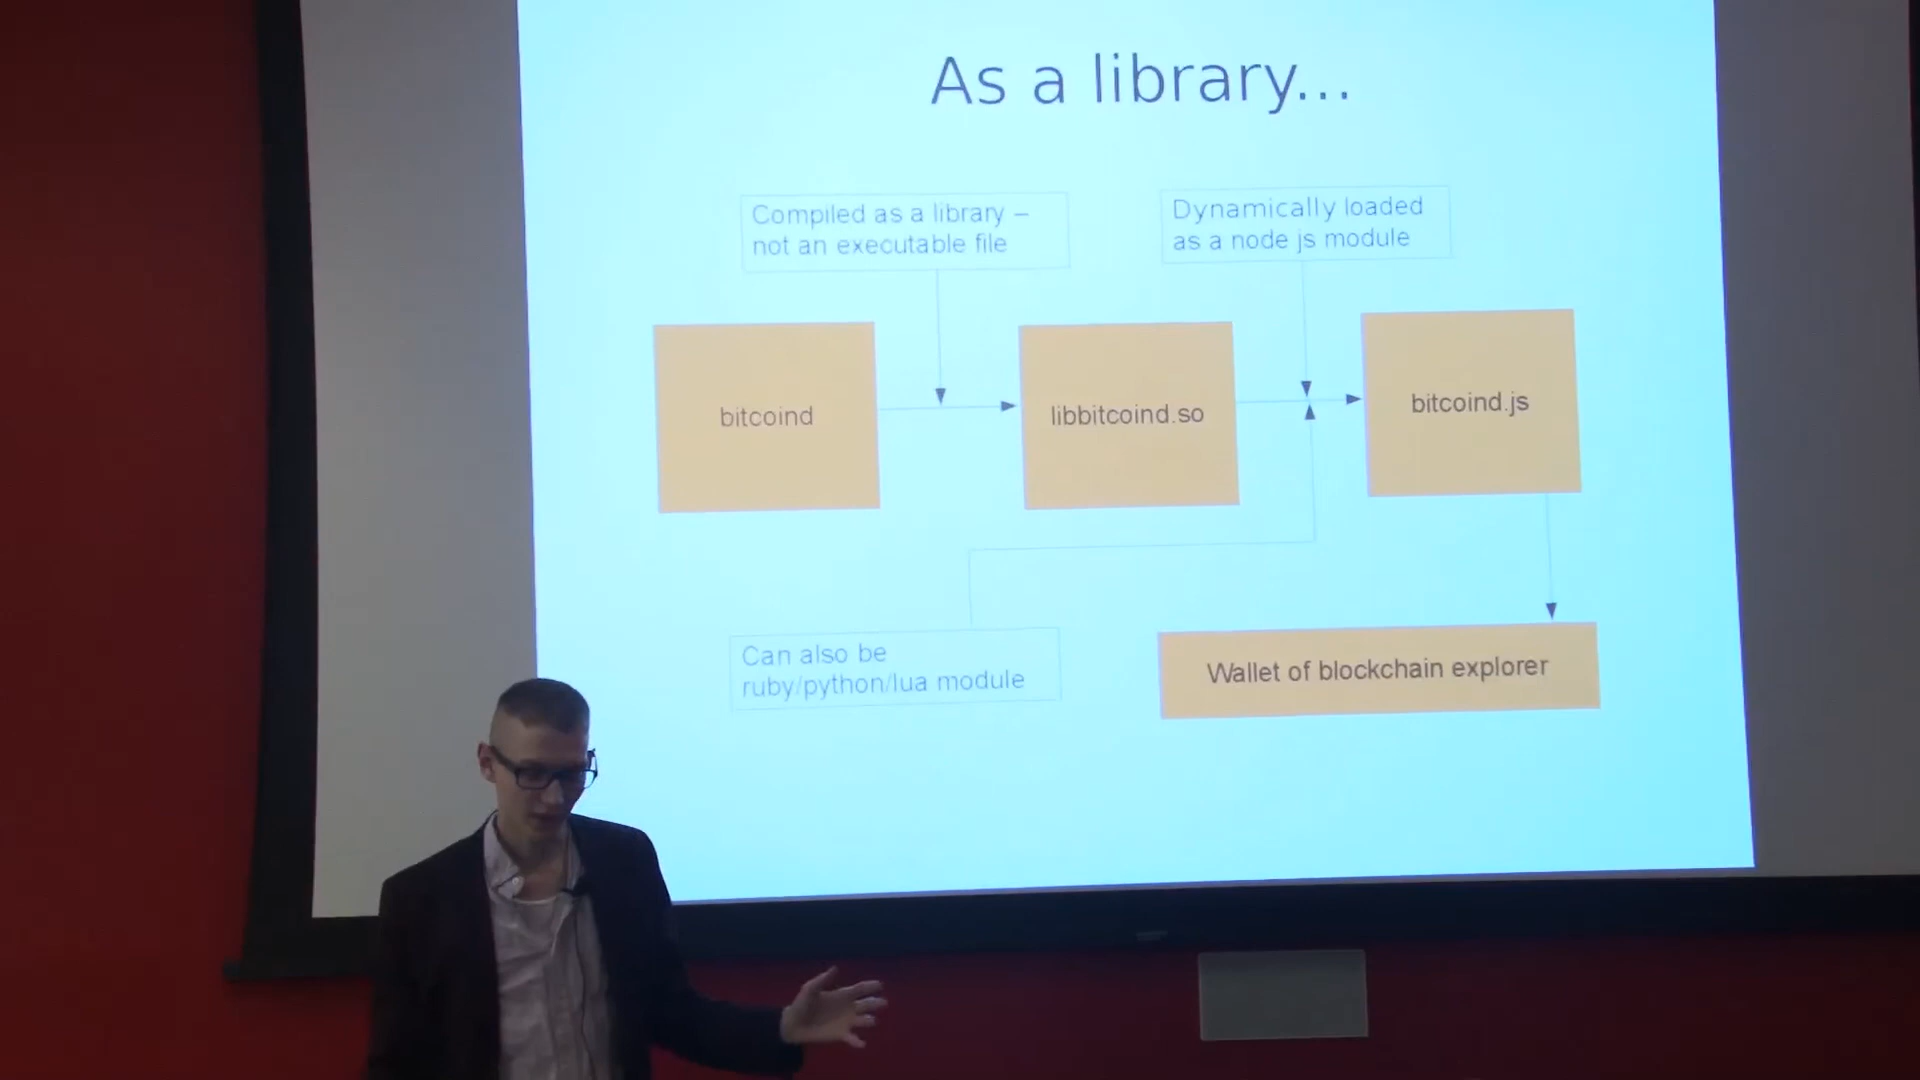 As a library...
Compiled as a library –
not an executable file
Dynamically loaded
as a node js module
bitcoind
libbitcoind.so
bitcoind.js
Can also be
ruby/python/lua module
Wallet of blockchain explorer